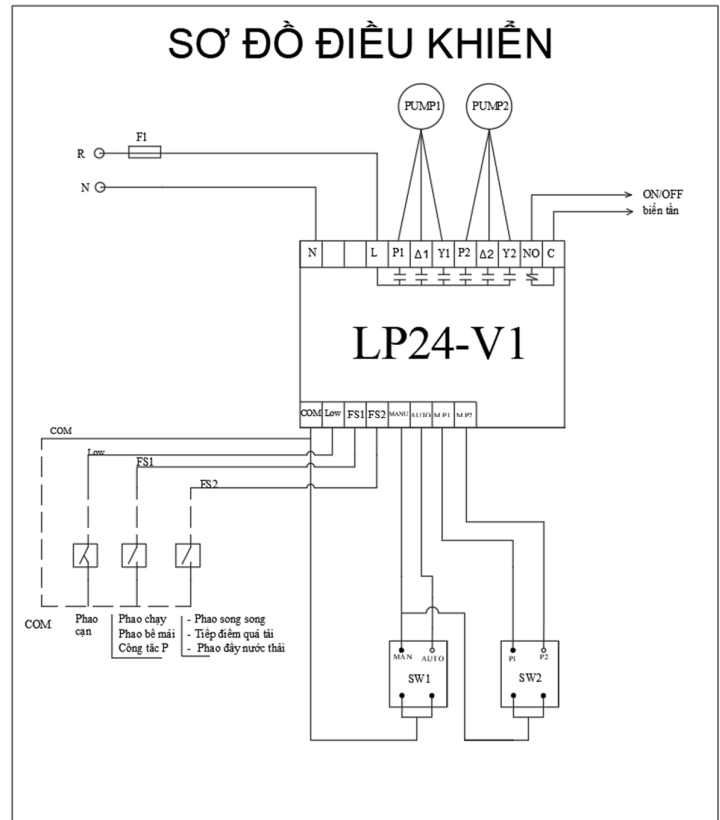 SƠ ĐỒ ĐIỀU KHIỂN
PUMP1
PUMP2
F1
R
N
ON/OFF
biến tần
N
L
P1
Δ1
Y1
P2
Δ2
Y2
NO
C
LP24-V1
COM
Low
FS1
FS2
MANU
AUTO
M.P1
M.P2
COM
Low
FS1
FS2
COM
Phao
cạn
Phao chạy
Phao bể mái
Công tắc P
- Phao song song
- Tiếp điểm quá tải
- Phao đầy nước thải
MAN
AUTO
SW1
P1
P2
SW2